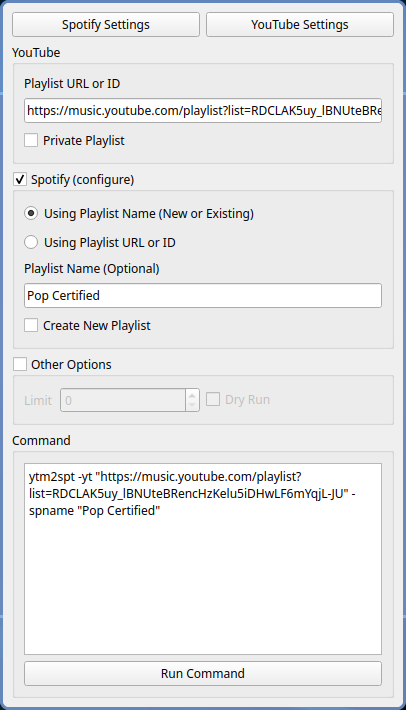 Spotify Settings
YouTube Settings
YouTube
Playlist URL or ID
https://music.youtube.com/playlist?list=RDCLAK5uy_lBNUteBRe
Private Playlist
Spotify (configure)
Using Playlist Name (New or Existing)
Using Playlist URL or ID
Playlist Name (Optional)
Pop Certified
Create New Playlist
Other Options
Limit 0 Dry Run
Command
ytm2spt -yt "https://music.youtube.com/playlist?
list=RDCLAK5uy_lBNUteBRencHzKelu5iDHwLF6mYqjL-JU" -
spname "Pop Certified"
Run Command